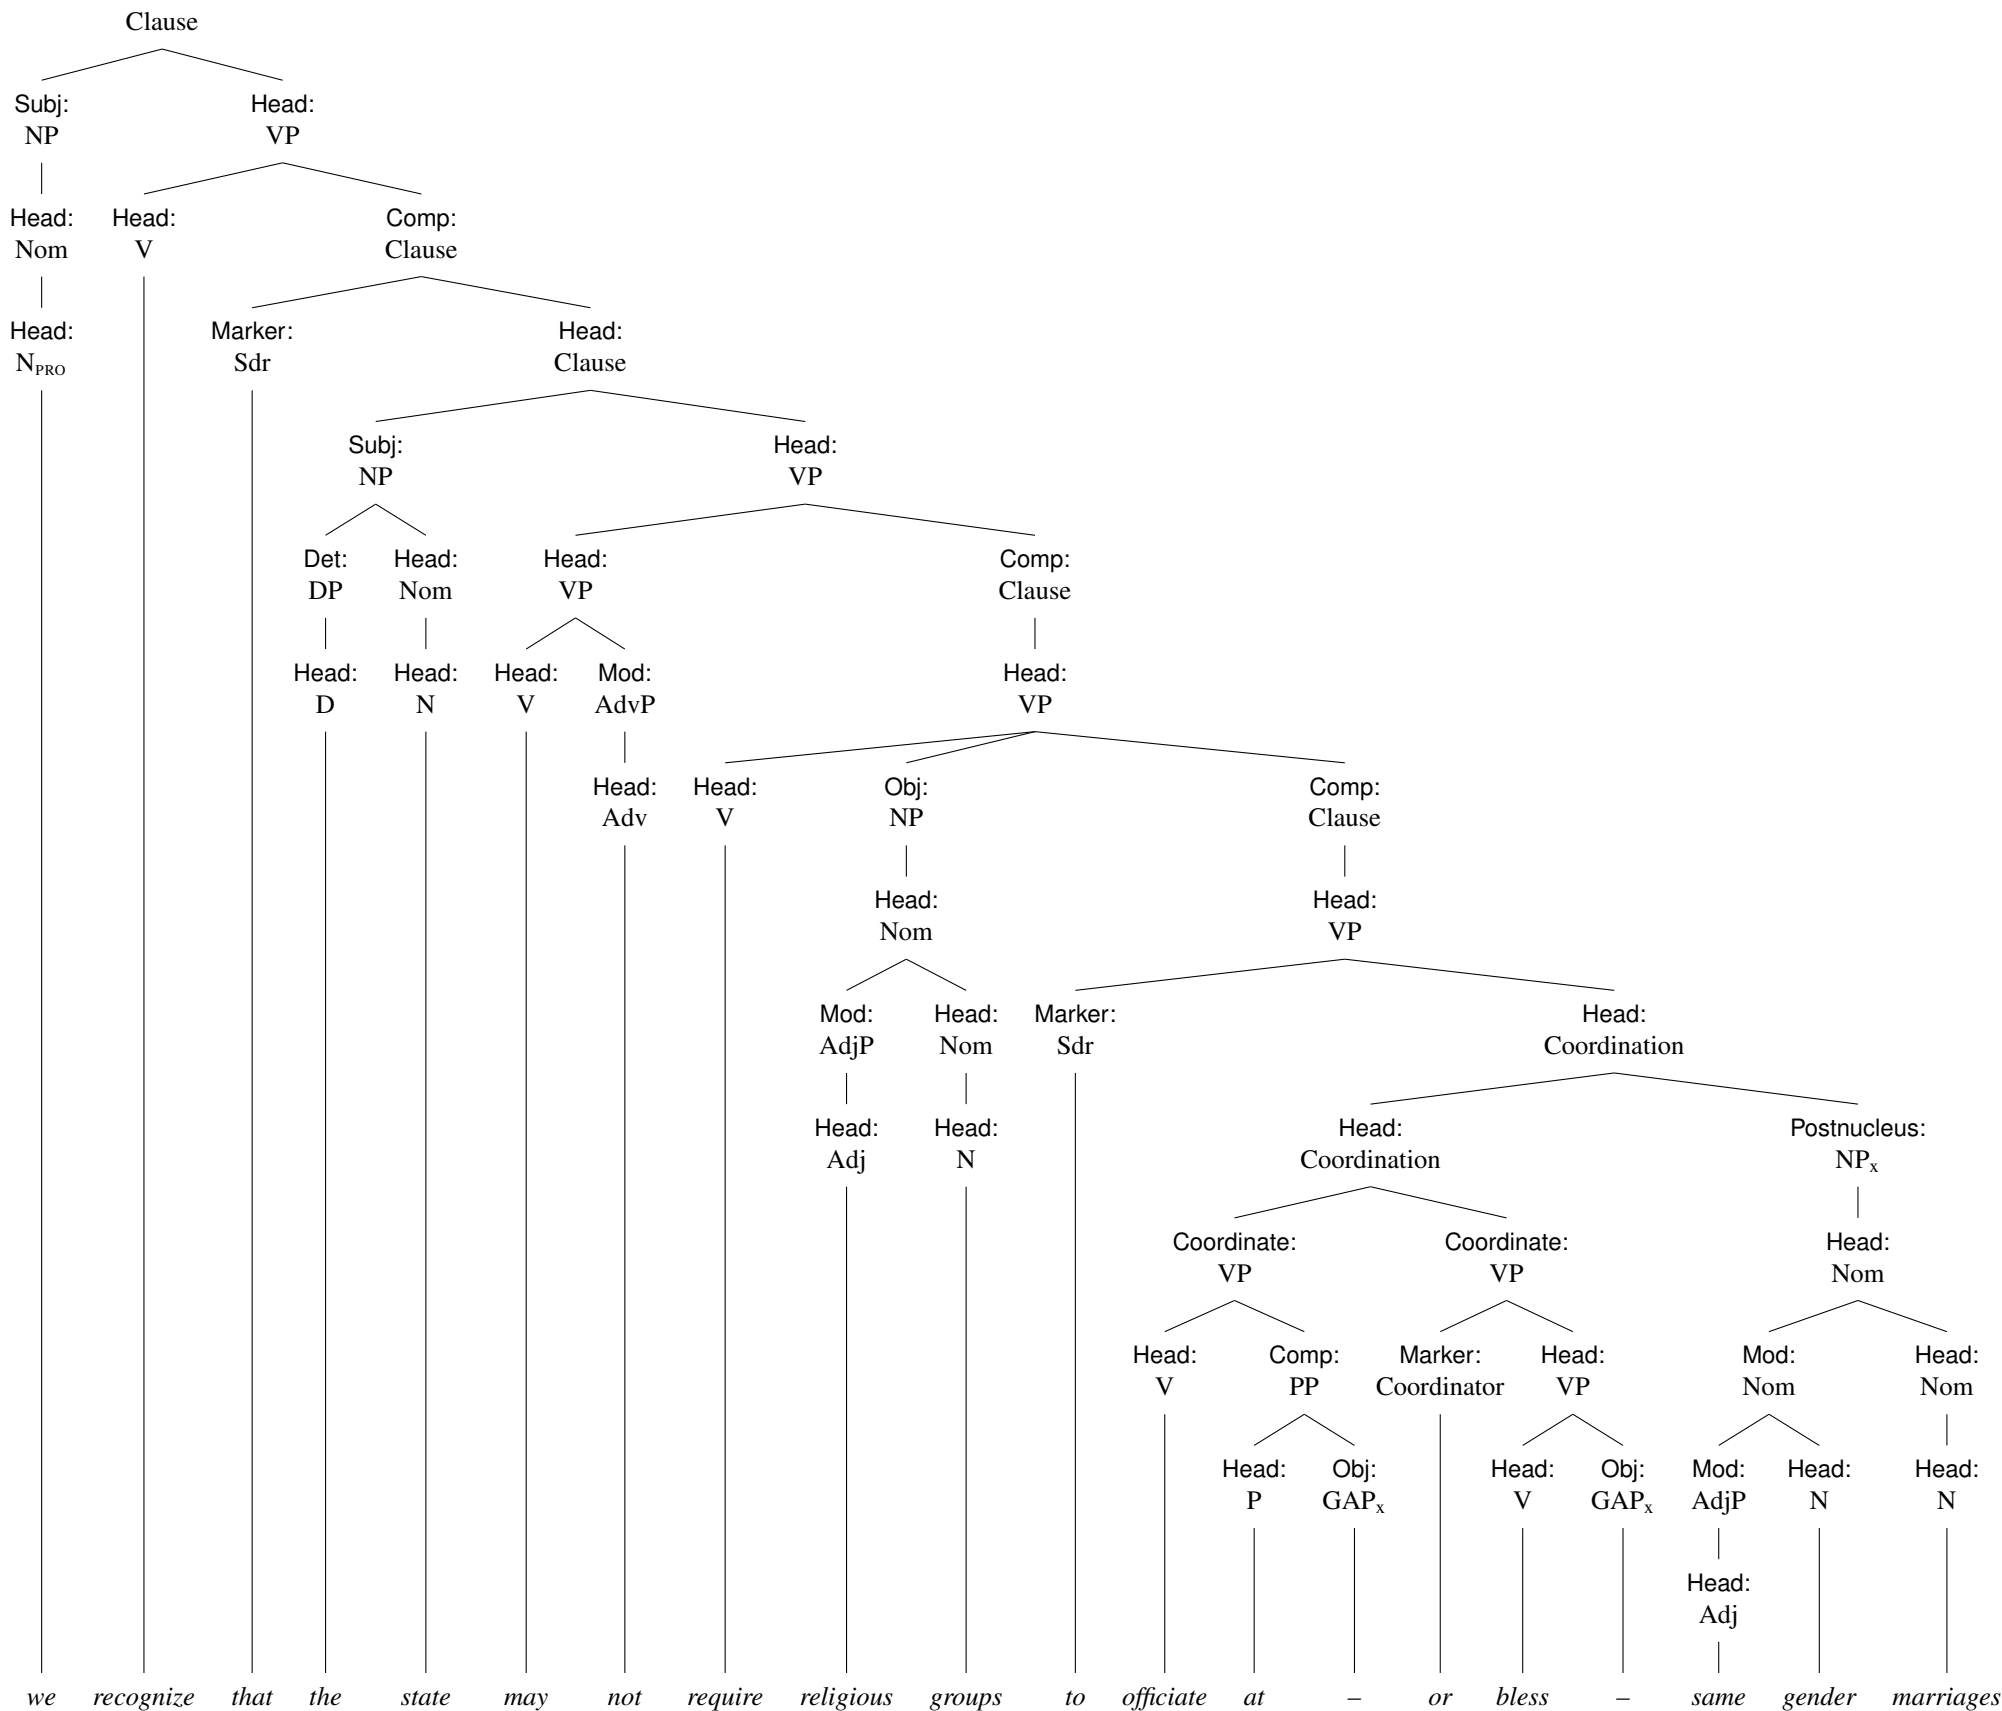 Clause
Subj: Head:
NP VP
Head: Head: Comp:
Nom V Clause
Head: Marker: Head:
N_PRO Sdr Clause
Subj: Head:
NP VP
Det: Head: Head: Comp:
DP Nom VP Clause
Head: Head: Head: Mod: Head:
D N V AdvP VP
Head: Head: Obj: Comp:
Adv V NP Clause
Head: Head:
Nom VP
Mod: Head: Marker: Head:
AdjP Nom Sdr Coordination
Head: Head: Head: Postnucleus:
Adj N Coordination NP_x
Coordinate: Coordinate: Head:
VP VP Nom
Head: Comp: Marker: Head: Mod: Head:
V PP Coordinator VP Nom Nom
Head: Obj: Head: Obj: Mod: Head: Head:
P GAP_x V GAP_x AdjP N N
Head:
Adj
we recognize that the state may not require religious groups to officiate at – or bless – same gender marriages